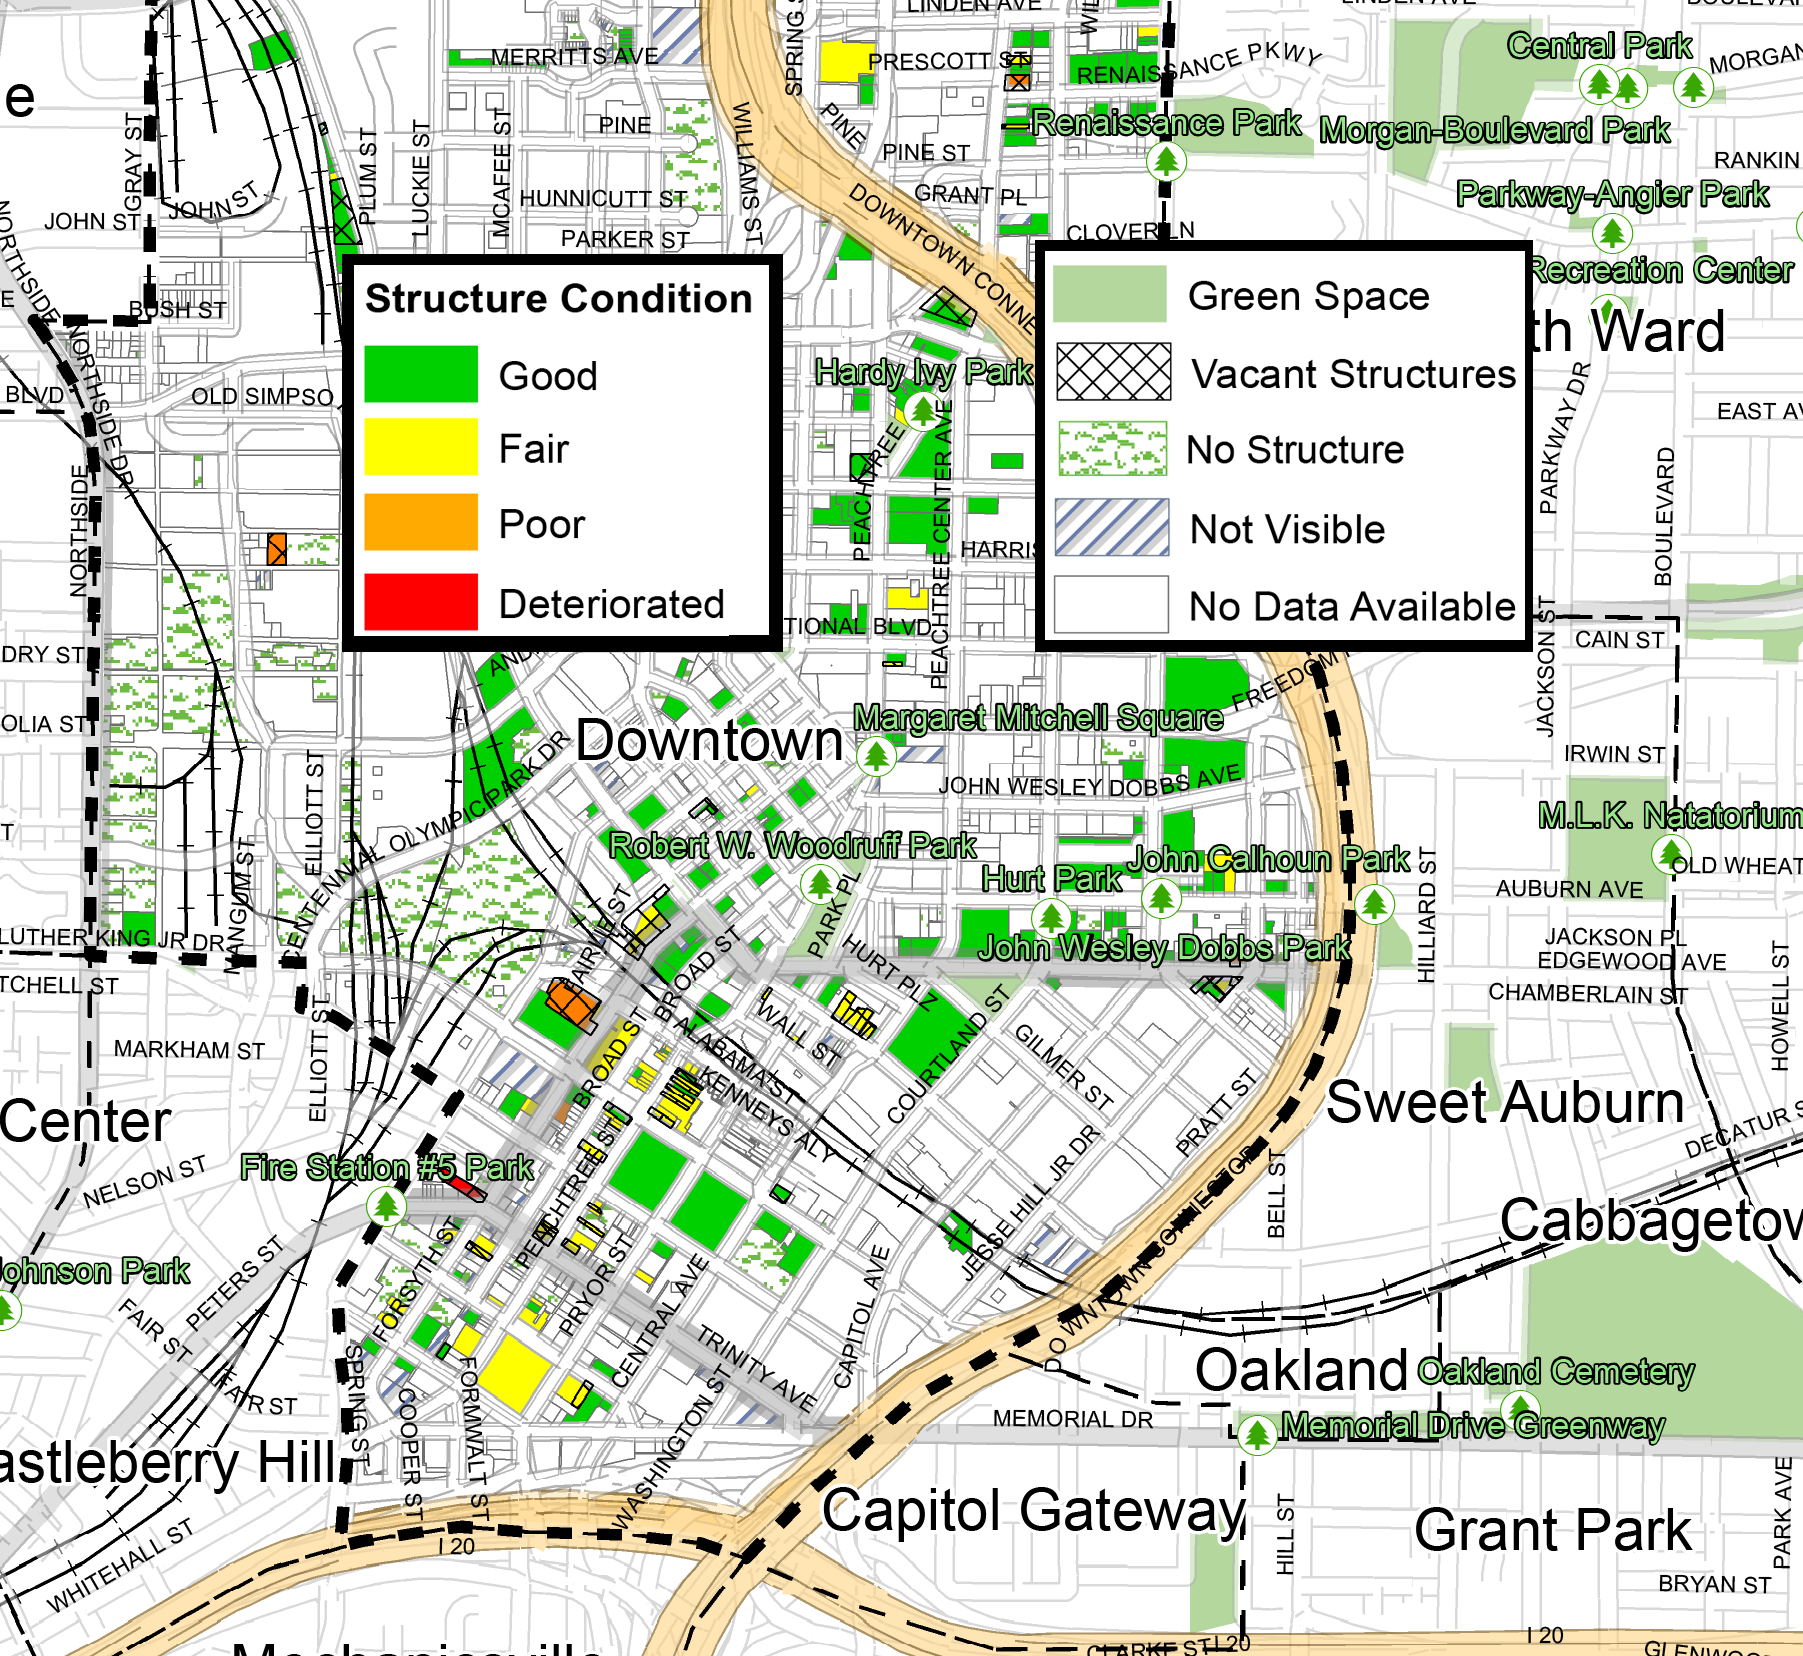 LINDEN AVE
LINDEN AVE
MERRITTS AVE
SPRING S
PRESCOTT ST
RENAISSANCE PKWY
Central Park
MORGAN
e
GRAY ST
PLUM ST
LUCKIE ST
MCAFEE ST
PINE
WILLIAMS ST
PINE
PINE ST
Renaissance Park
Morgan-Boulevard Park
RANKIN
JOHN ST
JOHN ST
HUNNICUTT ST
GRANT PL
Parkway-Angier Park
PARKER ST
DOWNTOWN CONNE
CLOVER LN
NORTHSIDE
BUSH ST
Structure Condition
Good
Fair
Poor
Deteriorated
Green Space
Vacant Structures
No Structure
Not Visible
No Data Available
Recreation Center
th Ward
BLVD
NORTHSIDE DR
OLD SIMPSO
Hardy Ivy Park
PARKWAY DR
EAST AV
BOULEVARD
NORTHSIDE
PEACHTREE
PEACHTREE CENTER AVE
HARRIS
TIONAL BLVD
JACKSON ST
CAIN ST
DRY ST
AND
FREEDOM P
OLIA ST
Downtown
Margaret Mitchell Square
IRWIN ST
ELLIOTT ST
CENTENNIAL OLYMPIC PARK DR
JOHN WESLEY DOBBS AVE
M.L.K. Natatorium
Robert W. Woodruff Park
John Calhoun Park
Hurt Park
OLD WHEAT
AUBURN AVE
MANGUM ST
HILLIARD ST
LUTHER KING JR DR
FAIRLIE ST
BROAD ST
PARK PL
HURT PLZ
John Wesley Dobbs Park
JACKSON PL
EDGEWOOD AVE
TCHELL ST
CHAMBERLAIN ST
HOWELL ST
ELLIOTT ST
MARKHAM ST
BROAD ST
ALABAMA ST
WALL ST
COURTLAND ST
GILMER ST
KENNEYS ALY
PRATT ST
Sweet Auburn
Center
DECATUR S
NELSON ST
Fire Station #5 Park
PEACHTREE ST
JESSE HILL JR DR
DOWNTOWN CONNECTOR
BELL ST
Cabbagetow
Johnson Park
PETERS ST
FORSYTH ST
PRYOR ST
CENTRAL AVE
CAPITOL AVE
FAIR ST
FAIR ST
SPRING ST
COOPER ST
FORMWALT ST
TRINITY AVE
WASHINGTON ST
Oakland
Oakland Cemetery
MEMORIAL DR
Memorial Drive Greenway
astleberry Hill
Capitol Gateway
Grant Park
HILL ST
PARK AVE
WHITEHALL ST
I 20
BRYAN ST
Mechanicsville
CLARKE ST
I 20
I 20
GLENWOO